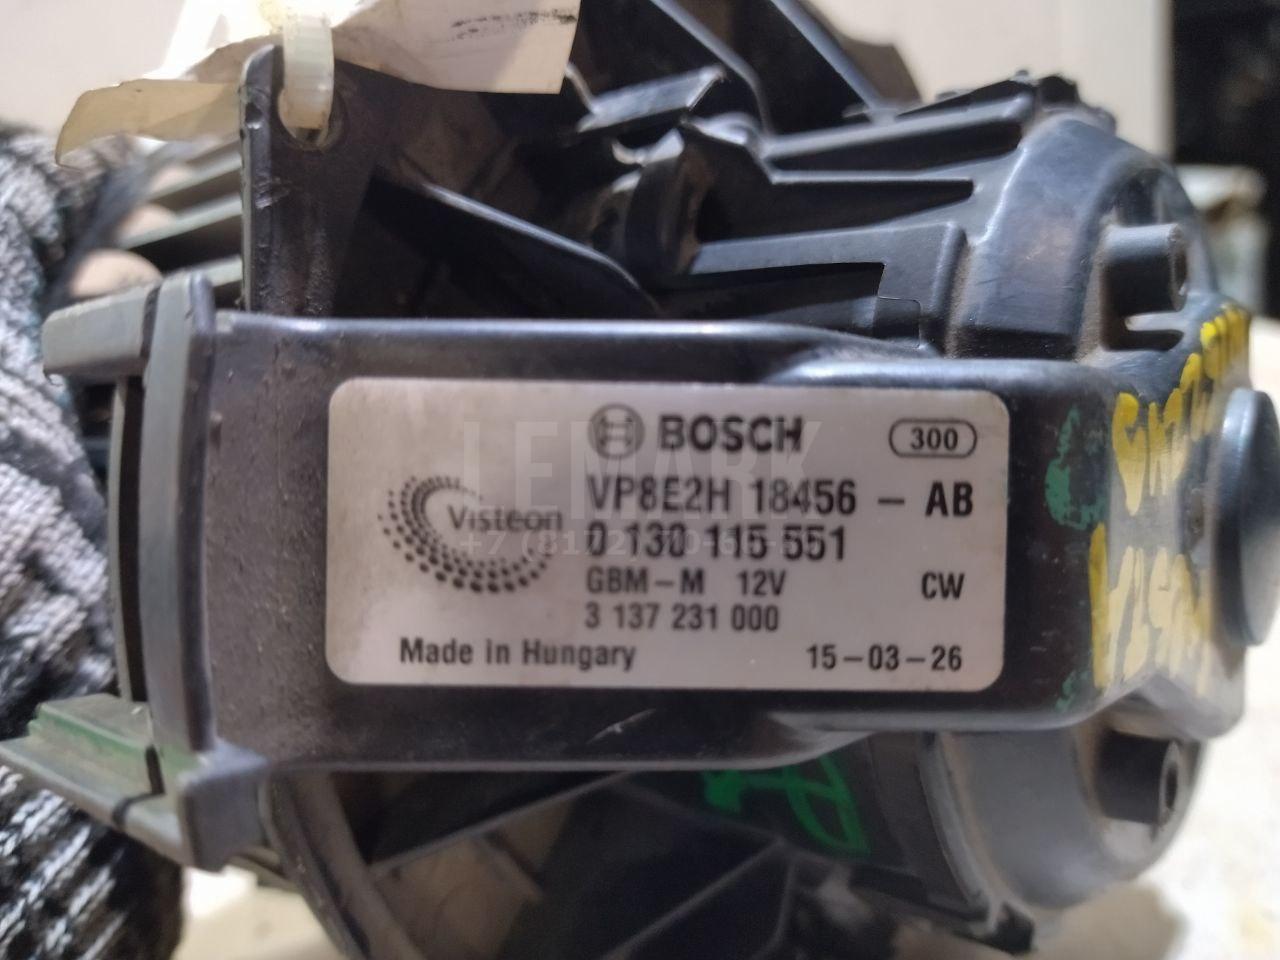 BOSCH 300
Visteon
VP8E2H 18456 - AB
0 130 115 551
GBM-M 12V CW
3 137 231 000
Made in Hungary 15-03-26
LEMARK